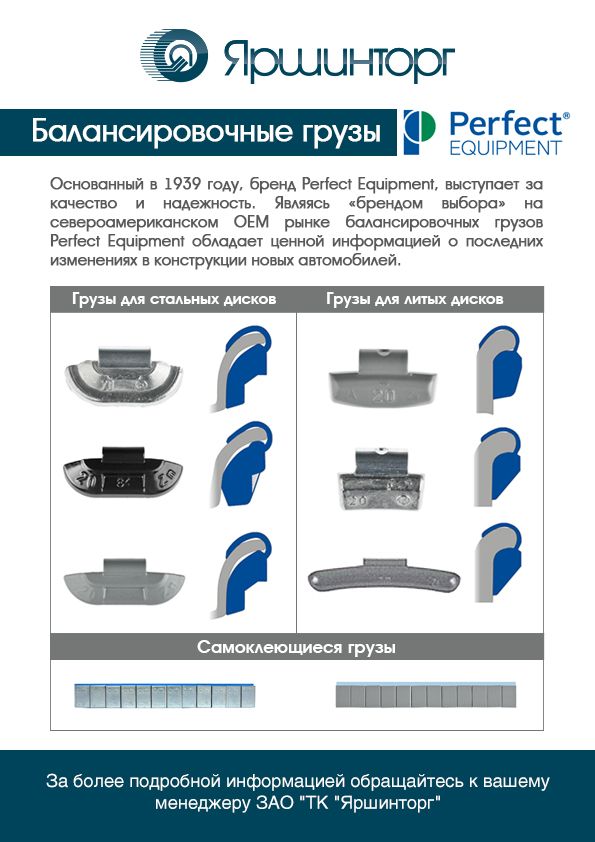 Яршинторг
Балансировочные грузы
Perfect®
EQUIPMENT
Основанный в 1939 году, бренд Perfect Equipment, выступает за
качество и надежность. Являясь «брендом выбора» на
североамериканском OEM рынке балансировочных грузов
Perfect Equipment обладает ценной информацией о последних
изменениях в конструкции новых автомобилей.
Грузы для стальных дисков
Грузы для литых дисков
20
20
Самоклеющиеся грузы
За более подробной информацией обращайтесь к вашему
менеджеру ЗАО "ТК "Яршинторг"